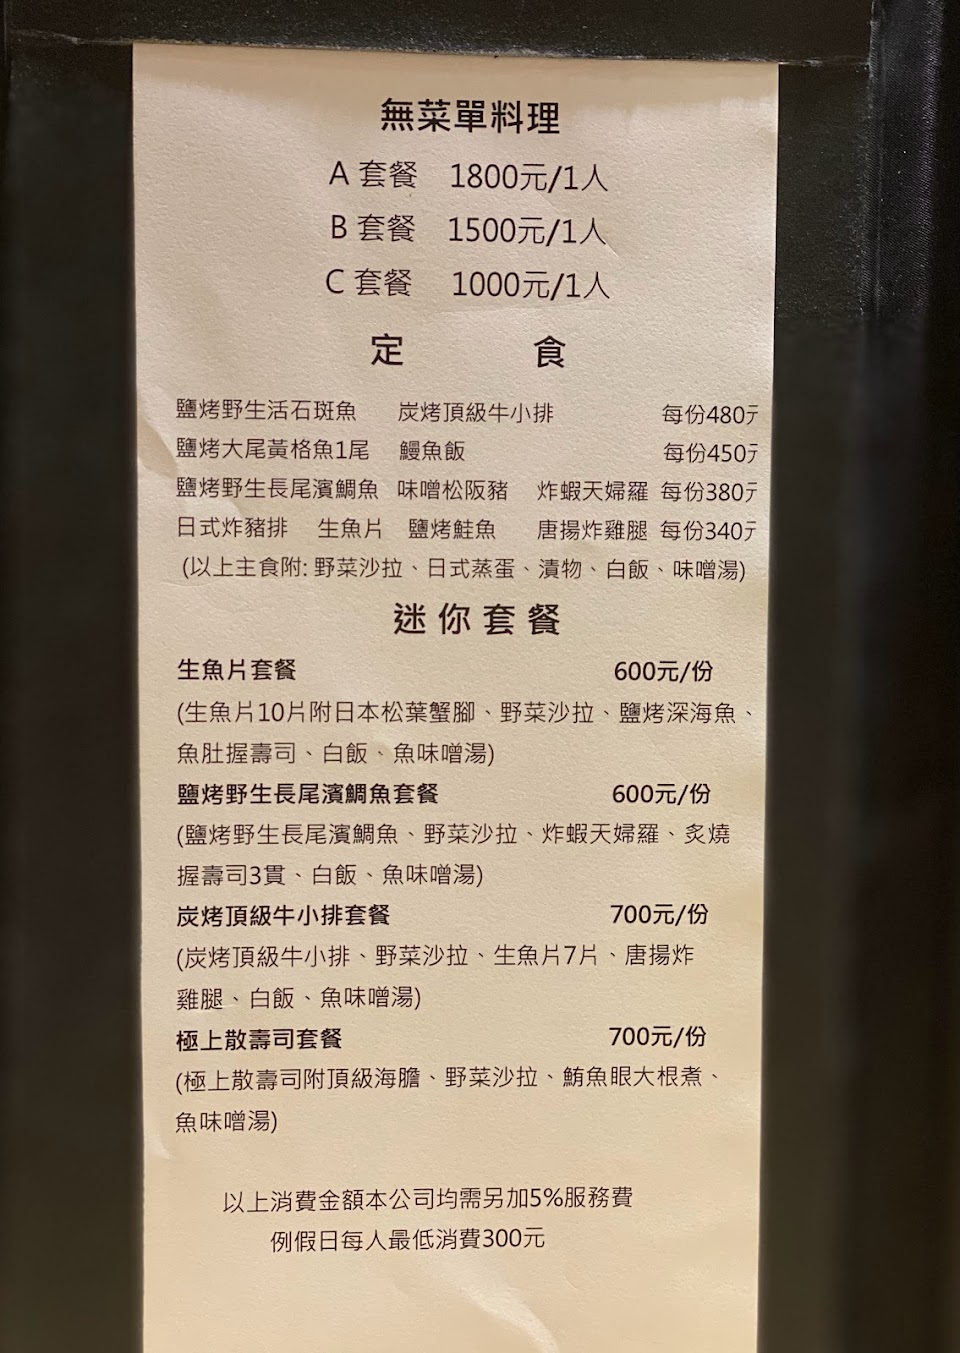 無菜單料理
A 套餐 1800元/1人
B 套餐 1500元/1人
C 套餐 1000元/1人
定 食
鹽烤野生活石斑魚 炭烤頂級牛小排 每份480元
鹽烤大尾黃格魚1尾 鰻魚飯 每份450元
鹽烤野生長尾濱鯛魚 味噌松阪豬 炸蝦天婦羅 每份380元
日式炸豬排 生魚片 鹽烤鮭魚 唐揚炸雞腿 每份340元
(以上主食附: 野菜沙拉、日式蒸蛋、漬物、白飯、味噌湯)
迷你套餐
生魚片套餐 600元/份
(生魚片10片附日本松葉蟹腳、野菜沙拉、鹽烤深海魚、
魚肚握壽司、白飯、魚味噌湯)
鹽烤野生長尾濱鯛魚套餐 600元/份
(鹽烤野生長尾濱鯛魚、野菜沙拉、炸蝦天婦羅、炙燒
握壽司3貫、白飯、魚味噌湯)
炭烤頂級牛小排套餐 700元/份
(炭烤頂級牛小排、野菜沙拉、生魚片7片、唐揚炸
雞腿、白飯、魚味噌湯)
極上散壽司套餐 700元/份
(極上散壽司附頂級海膽、野菜沙拉、鮪魚眼大根煮、
魚味噌湯)
以上消費金額本公司均需另加5%服務費
例假日每人最低消費300元